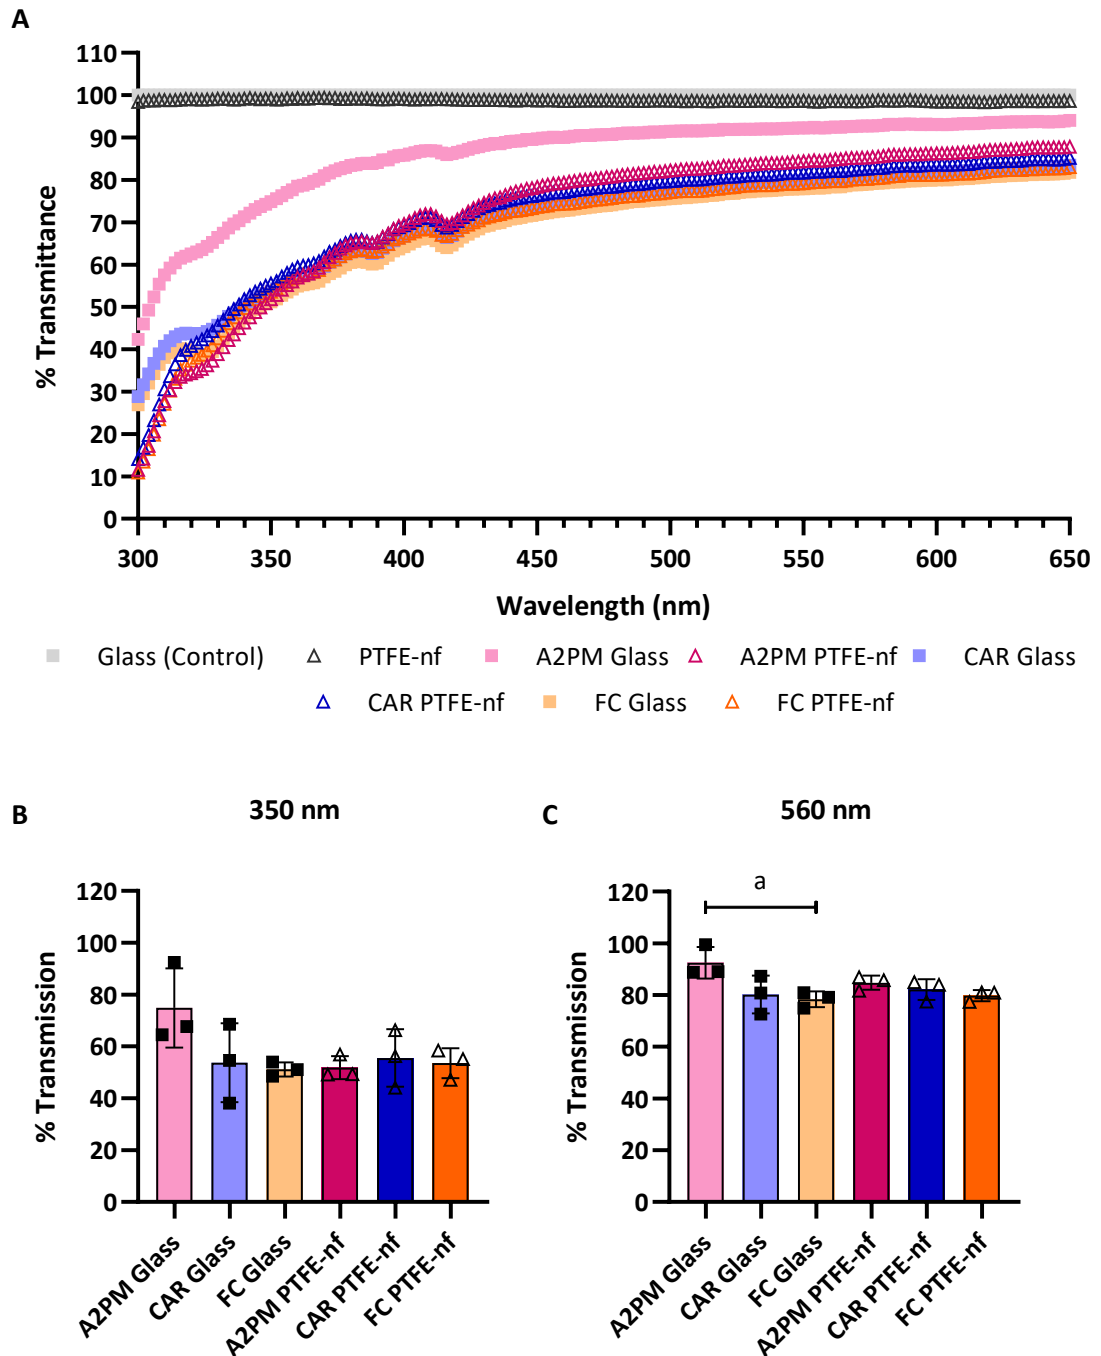 A
110
100
90
80
70
60
50
40
30
20
10
0
% Transmittance
300 350 400 450 500 550 600 650
Wavelength (nm)
Glass (Control) PTFE-nf A2PM Glass A2PM PTFE-nf CAR Glass
CAR PTFE-nf FC Glass FC PTFE-nf
B 350 nm
120
100
80
60
40
20
0
% Transmission
A2PM Glass
CAR Glass
FC Glass
A2PM PTFE-nf
CAR PTFE-nf
FC PTFE-nf
C 560 nm
a
120
100
80
60
40
20
0
% Transmission
A2PM Glass
CAR Glass
FC Glass
A2PM PTFE-nf
CAR PTFE-nf
FC PTFE-nf